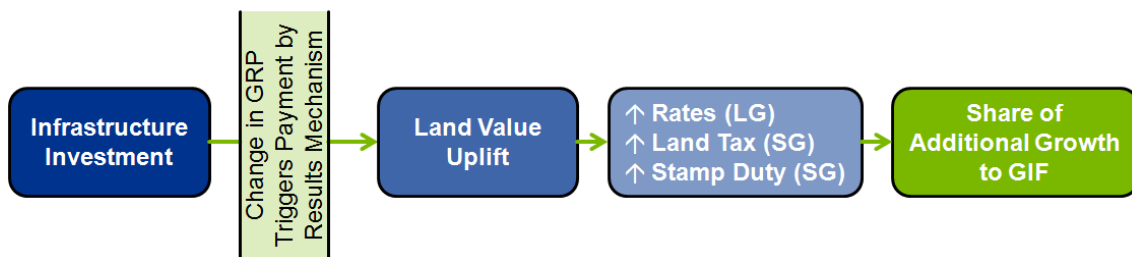 Infrastructure
Investment
Change in GRP
Triggers Payment by
Results Mechanism
Land Value
Uplift
↑ Rates (LG)
↑ Land Tax (SG)
↑ Stamp Duty (SG)
Share of
Additional Growth
to GIF